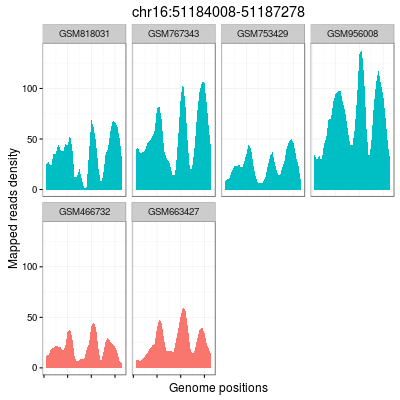 chr16:51184008-51187278
GSM818031 GSM767343 GSM753429 GSM956008
100
50
0
GSM466732 GSM663427
100
50
0
Mapped reads density
Genome positions